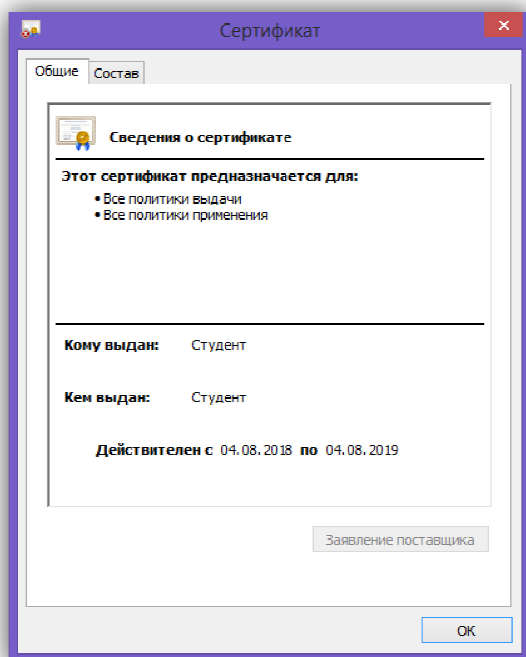 Сертификат
Общие Состав
Сведения о сертификате
Этот сертификат предназначается для:
• Все политики выдачи
• Все политики применения
Кому выдан: Студент
Кем выдан: Студент
Действителен с 04.08.2018 по 04.08.2019
Заявление поставщика
ОК